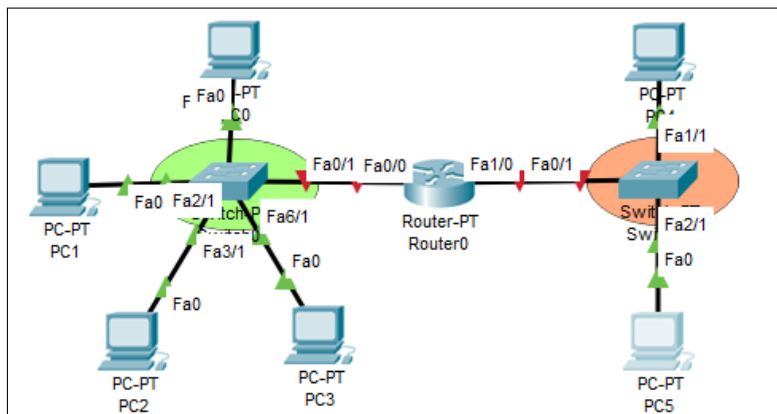 Fa0
-PT
C0
F
PC-PT
Fa1/1
Fa0/1
Fa0/0
Fa1/0
Fa0/1
Fa0
Fa2/1
Fa6/1
Fa2/1
PC-PT
PC1
Router-PT
Router0
Fa3/1
Fa0
Fa0
Fa0
PC-PT
PC2
PC-PT
PC3
PC-PT
PC5